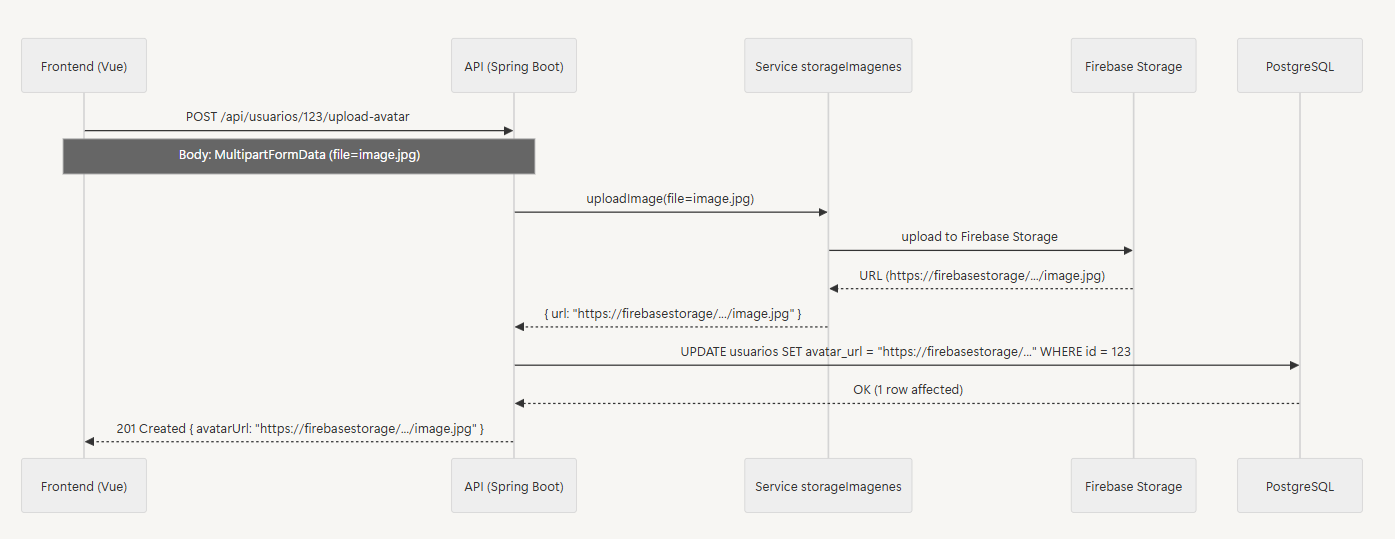 Frontend (Vue)
API (Spring Boot)
Service storageImagenes
Firebase Storage
PostgreSQL
POST /api/usuarios/123/upload-avatar
Body: MultipartFormData (file=image.jpg)
uploadImage(file=image.jpg)
upload to Firebase Storage
URL (https://firebasestorage/.../image.jpg)
{ url: "https://firebasestorage/.../image.jpg" }
UPDATE usuarios SET avatar_url = "https://firebasestorage/..." WHERE id = 123
OK (1 row affected)
201 Created { avatarUrl: "https://firebasestorage/.../image.jpg" }
Frontend (Vue)
API (Spring Boot)
Service storageImagenes
Firebase Storage
PostgreSQL